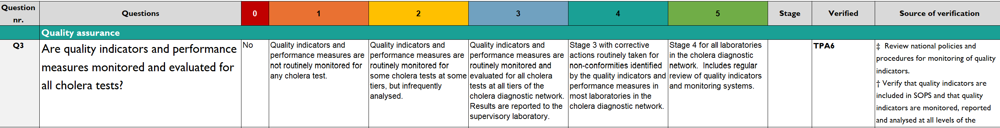 Question nr.
Questions
0
1
2
3
4
5
Stage
Verified
Source of verification
Quality assurance
Q3
Are quality indicators and performance
measures monitored and evaluated for
all cholera tests?
No
Quality indicators and
performance measures are
not routinely monitored for
any cholera test.
Quality indicators and
performance measures are
routinely monitored for
some cholera tests at some
tiers, but infrequently
analysed.
Quality indicators and
performance measures are
routinely monitored and
evaluated for all cholera
tests at all tiers of the
cholera diagnostic network.
Results are reported to the
supervisory laboratory.
Stage 3 with corrective
actions routinely taken for
non-conformities identified
by the quality indicators and
performance measures in
most laboratories in the
cholera diagnostic network.
Stage 4 for all laboratories
in the cholera diagnostic
network.  Includes regular
review of quality indicators
and monitoring systems.
TPA6
‡  Review national policies and
procedures for monitoring of quality
indicators.
† Verify that quality indicators are
included in SOPS and that quality
indicators are monitored, reported
and analysed at all levels of the